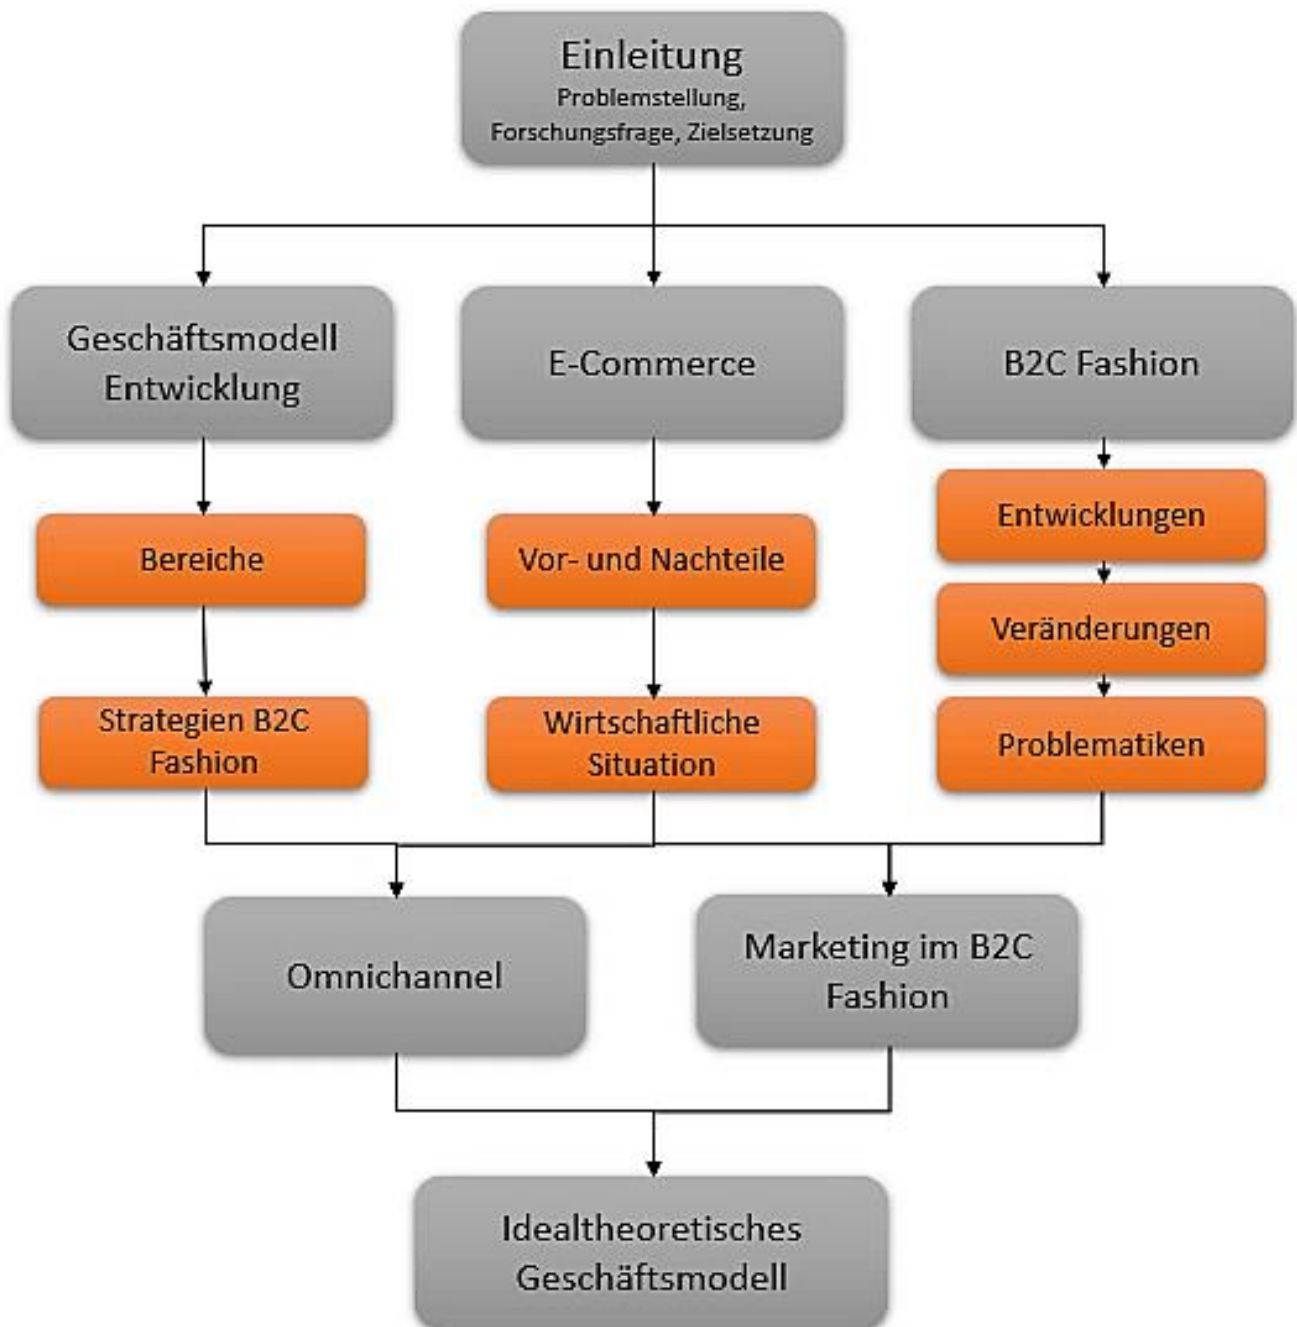 Einleitung
Problemstellung,
Forschungsfrage, Zielsetzung
Geschäftsmodell
Entwicklung
E-Commerce
B2C Fashion
Bereiche
Vor- und Nachteile
Entwicklungen
Veränderungen
Strategien B2C
Fashion
Wirtschaftliche
Situation
Problematiken
Omnichannel
Marketing im B2C
Fashion
Idealtheoretisches
Geschäftsmodell